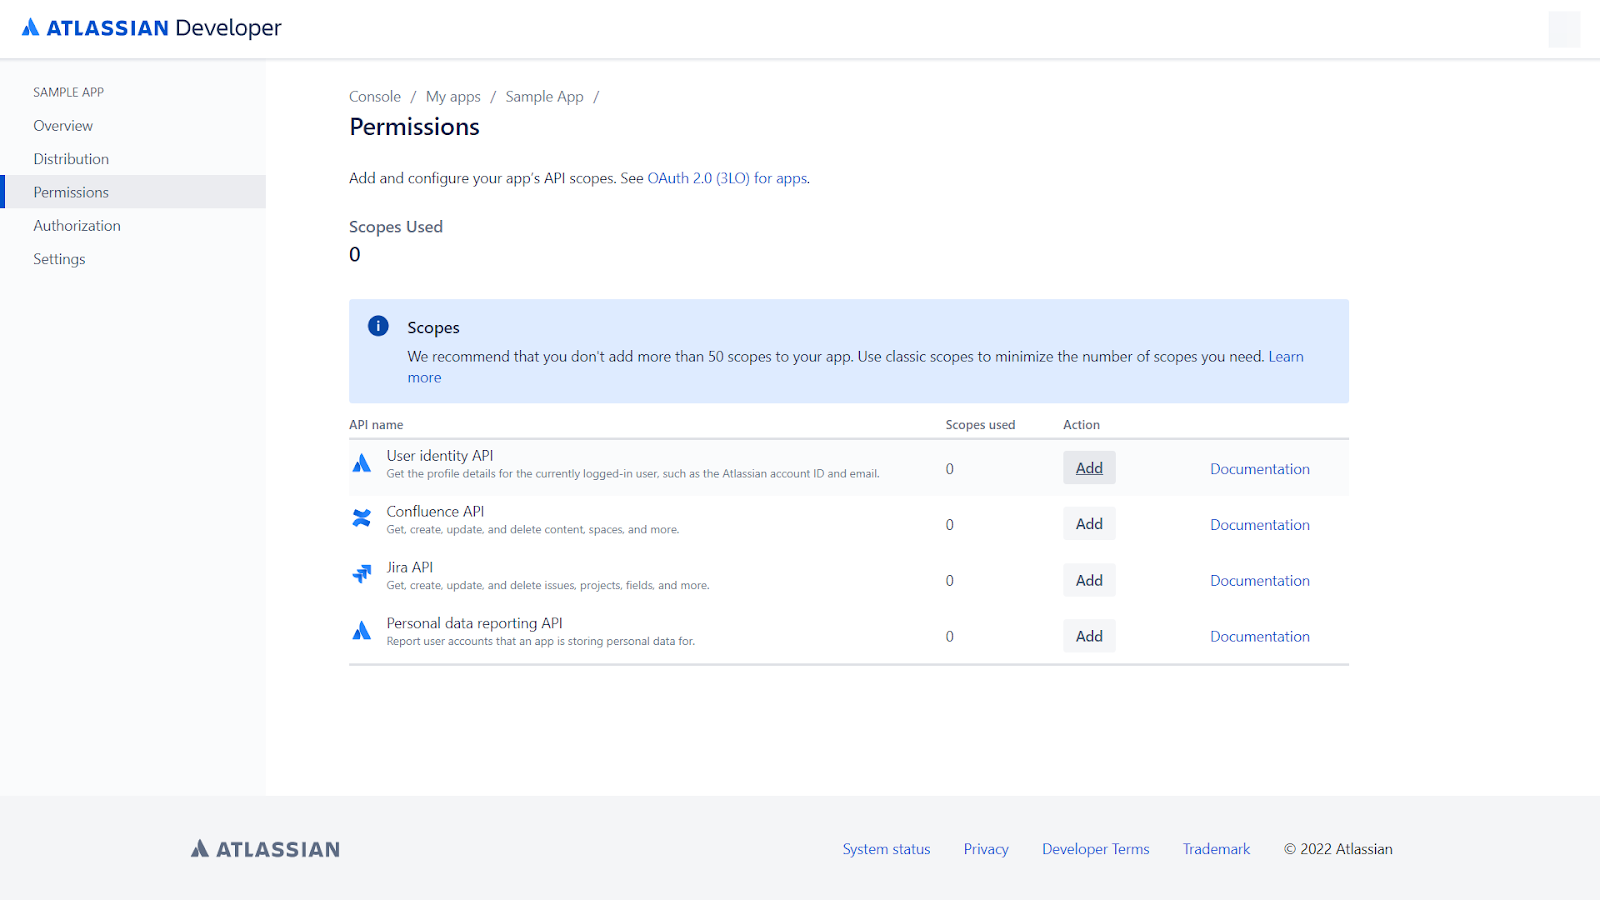 ATLASSIAN Developer
SAMPLE APP
Overview
Distribution
Permissions
Authorization
Settings
Console / My apps / Sample App /
Permissions
Add and configure your app's API scopes. See OAuth 2.0 (3LO) for apps.
Scopes Used
0
Scopes
We recommend that you don't add more than 50 scopes to your app. Use classic scopes to minimize the number of scopes you need. Learn
more
API name Scopes used Action
User identity API
Get the profile details for the currently logged-in user, such as the Atlassian account ID and email.
0 Add Documentation
Confluence API
Get, create, update, and delete content, spaces, and more.
0 Add Documentation
Jira API
Get, create, update, and delete issues, projects, fields, and more.
0 Add Documentation
Personal data reporting API
Report user accounts that an app is storing personal data for.
0 Add Documentation
ATLASSIAN
System status Privacy Developer Terms Trademark © 2022 Atlassian